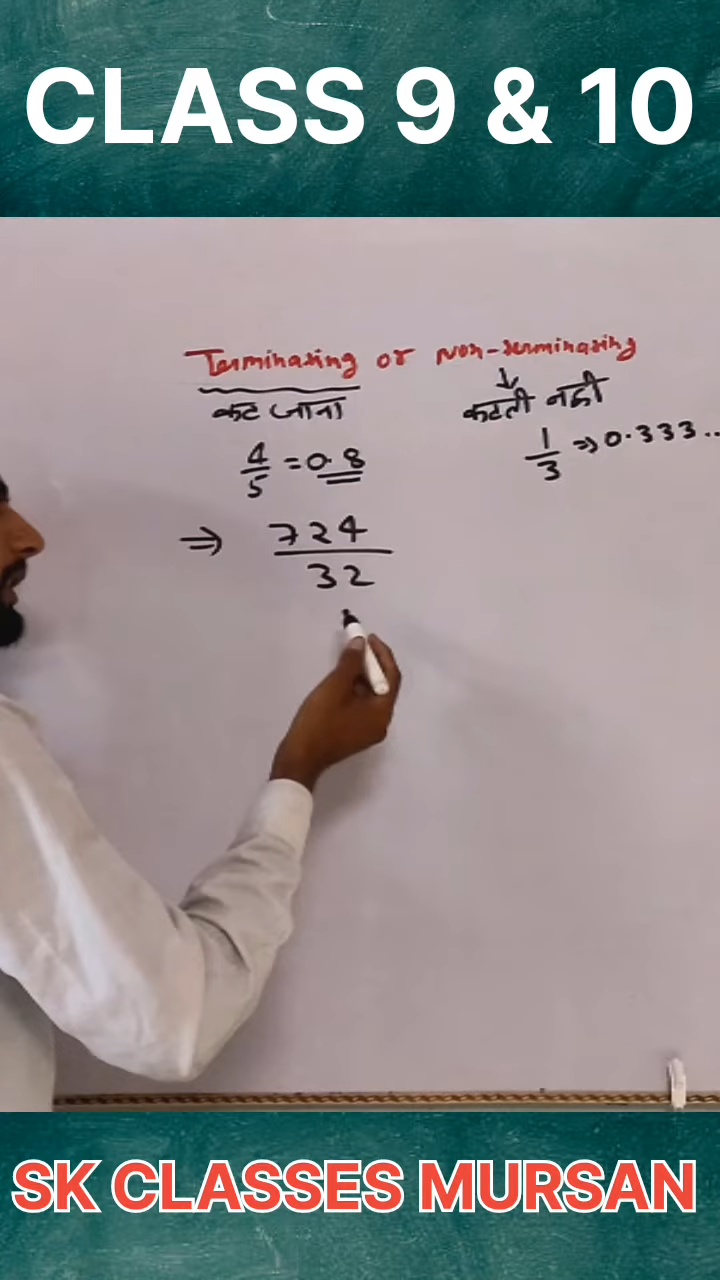 CLASS 9 & 10
Terminating or Non-terminating
कट जाना
कटती नही
4/5 = 0.8
1/3 ⇒ 0.333...
⇒ 724/32
SK CLASSES MURSAN